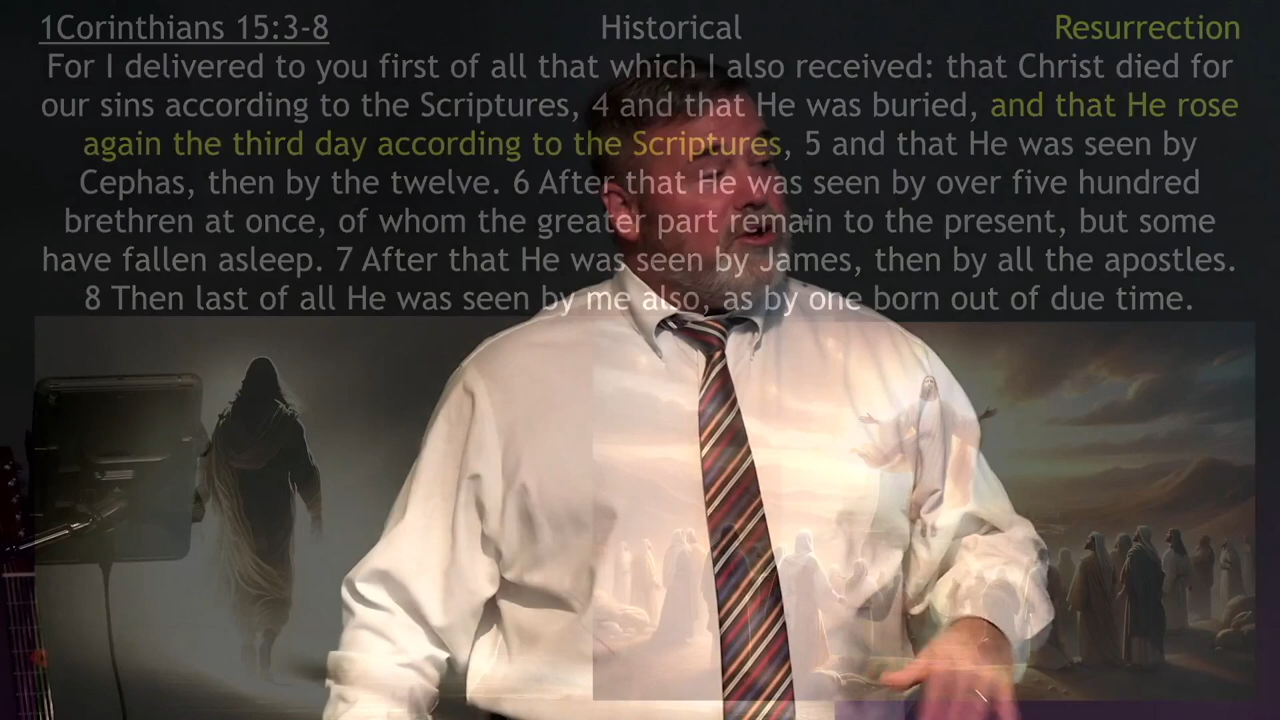 1Corinthians 15:3-8 Historical Resurrection
For I delivered to you first of all that which I also received: that Christ died for
our sins according to the Scriptures, 4 and that He was buried, and that He rose
again the third day according to the Scriptures, 5 and that He was seen by
Cephas, then by the twelve. 6 After that He was seen by over five hundred
brethren at once, of whom the greater part remain to the present, but some
have fallen asleep. 7 After that He was seen by James, then by all the apostles.
8 Then last of all He was seen by me also, as by one born out of due time.